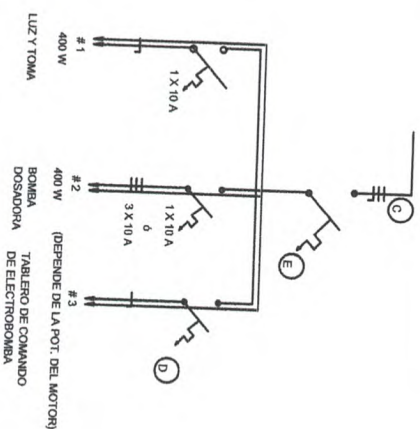 C
E
1 X 10 A
1 X 10 A
ó
3 X 10 A
D
# 1
400 W
LUZ Y TOMA
# 2
400 W
BOMBA
DOSADORA
# 3
(DEPENDE DE LA POT. DEL MOTOR)
TABLERO DE COMANDO
DE ELECTROBOMBA